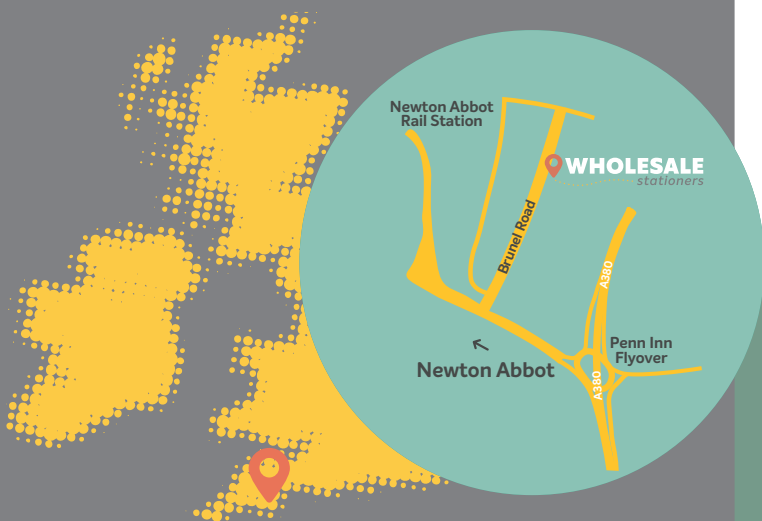 Newton Abbot
Rail Station
WHOLESALE
stationers
Brunel Road
A380
Penn Inn
Flyover
Newton Abbot
A380